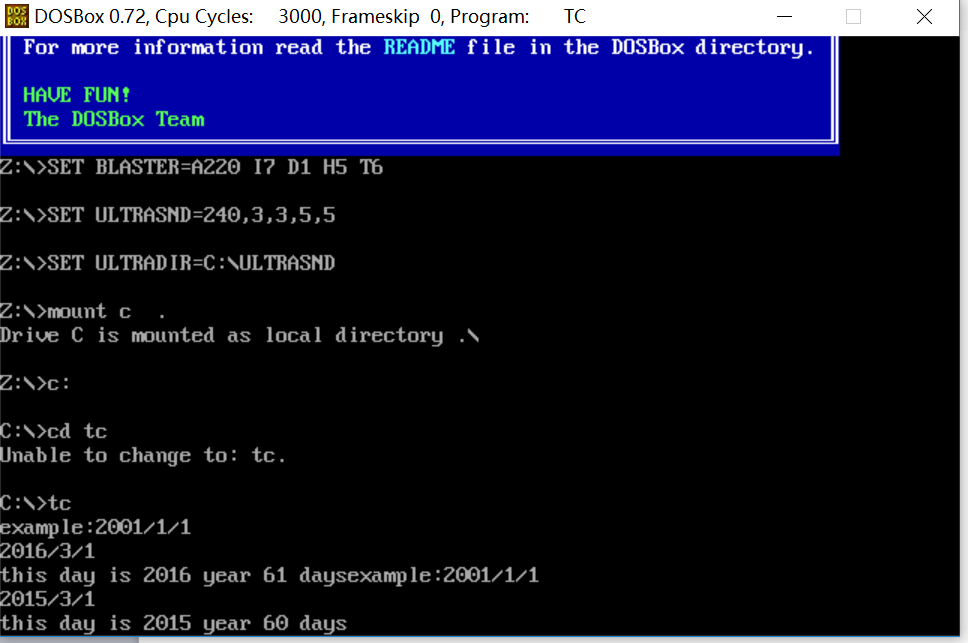 DOSBox 0.72, Cpu Cycles: 3000, Frameskip 0, Program: TC
For more information read the README file in the DOSBox directory.
HAVE FUN!
The DOSBox Team
Z:\>SET BLASTER=A220 I7 D1 H5 T6
Z:\>SET ULTRASND=240,3,3,5,5
Z:\>SET ULTRADIR=C:\ULTRASND
Z:\>mount c  .
Drive C is mounted as local directory .\
Z:\>c:
C:\>cd tc
Unable to change to: tc.
C:\>tc
example:2001/1/1
2016/3/1
this day is 2016 year 61 daysexample:2001/1/1
2015/3/1
this day is 2015 year 60 days